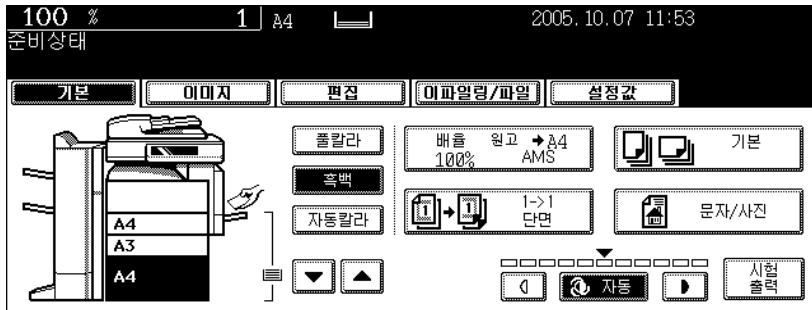 100 % 1 A4 2005.10.07 11:53
준비상태
기본 이미지 편집 이파일링/파일 설정값
풀칼라
흑백
자동칼라
배율 원고 ➔A4
100% AMS
기본
1->1
단면
문자/사진
A4
A3
A4
자동
시험
출력